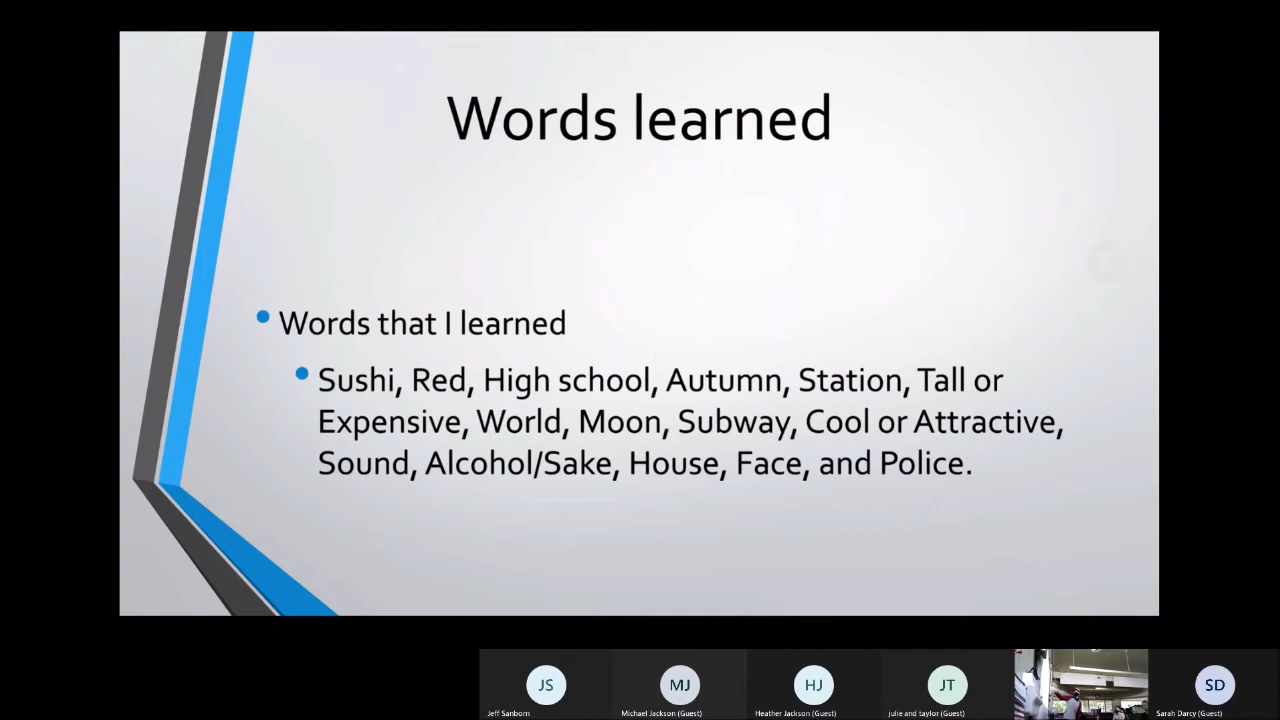 Words learned
Words that I learned
Sushi, Red, High school, Autumn, Station, Tall or
Expensive, World, Moon, Subway, Cool or Attractive,
Sound, Alcohol/Sake, House, Face, and Police.
JS
MJ
HJ
JT
SD
Jeff Sanborn
Michael Jackson (Guest)
Heather Jackson (Guest)
julie and taylor (Guest)
Sarah Darcy (Guest)